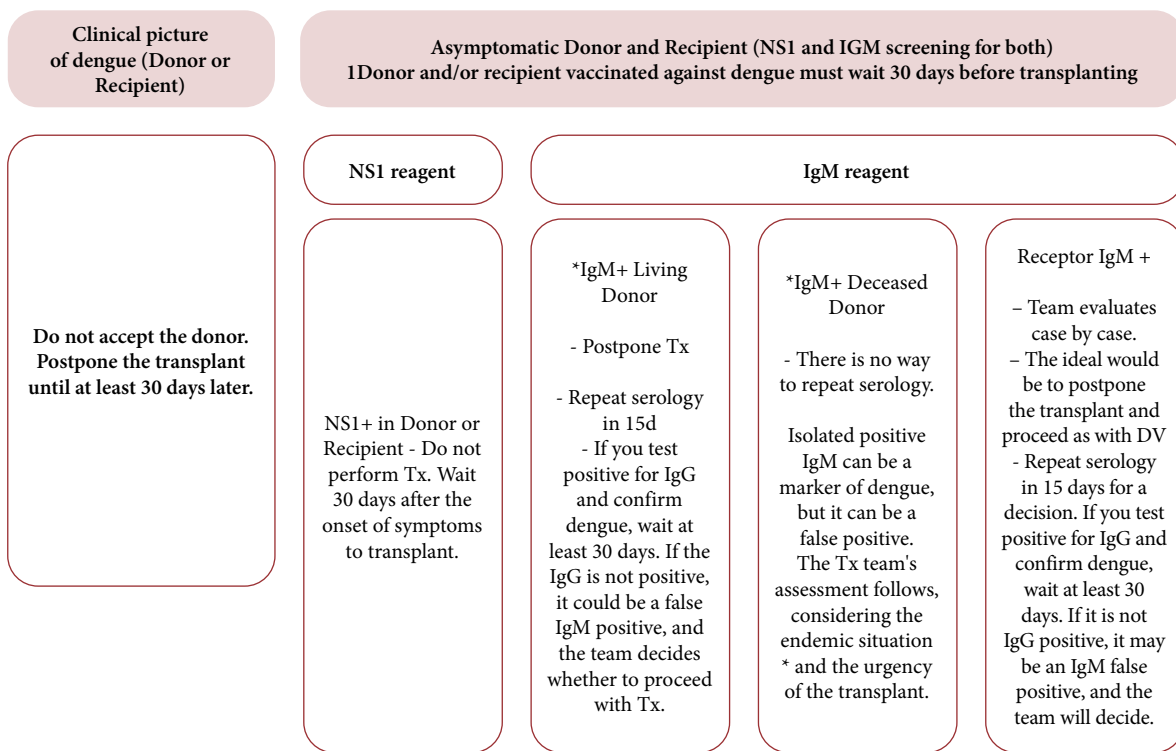 Clinical picture
of dengue (Donor or
Recipient)
Asymptomatic Donor and Recipient (NS1 and IGM screening for both)
1Donor and/or recipient vaccinated against dengue must wait 30 days before transplanting
Do not accept the donor.
Postpone the transplant
until at least 30 days later.
NS1 reagent
NS1+ in Donor or
Recipient - Do not
perform Tx. Wait
30 days after the
onset of symptoms
to transplant.
IgM reagent
*IgM+ Living
Donor
- Postpone Tx
- Repeat serology
in 15d
- If you test
positive for IgG
and confirm
dengue, wait at
least 30 days. If the
IgG is not positive,
it could be a false
IgM positive, and
the team decides
whether to proceed
with Tx.
*IgM+ Deceased
Donor
- There is no way
to repeat serology.
Isolated positive
IgM can be a
marker of dengue,
but it can be a
false positive.
The Tx team's
assessment follows,
considering the
endemic situation
* and the urgency
of the transplant.
Receptor IgM +
– Team evaluates
case by case.
– The ideal would
be to postpone
the transplant and
proceed as with DV
- Repeat serology
in 15 days for a
decision. If you test
positive for IgG and
confirm dengue,
wait at least 30
days. If it is not
IgG positive, it may
be an IgM false
positive, and the
team will decide.